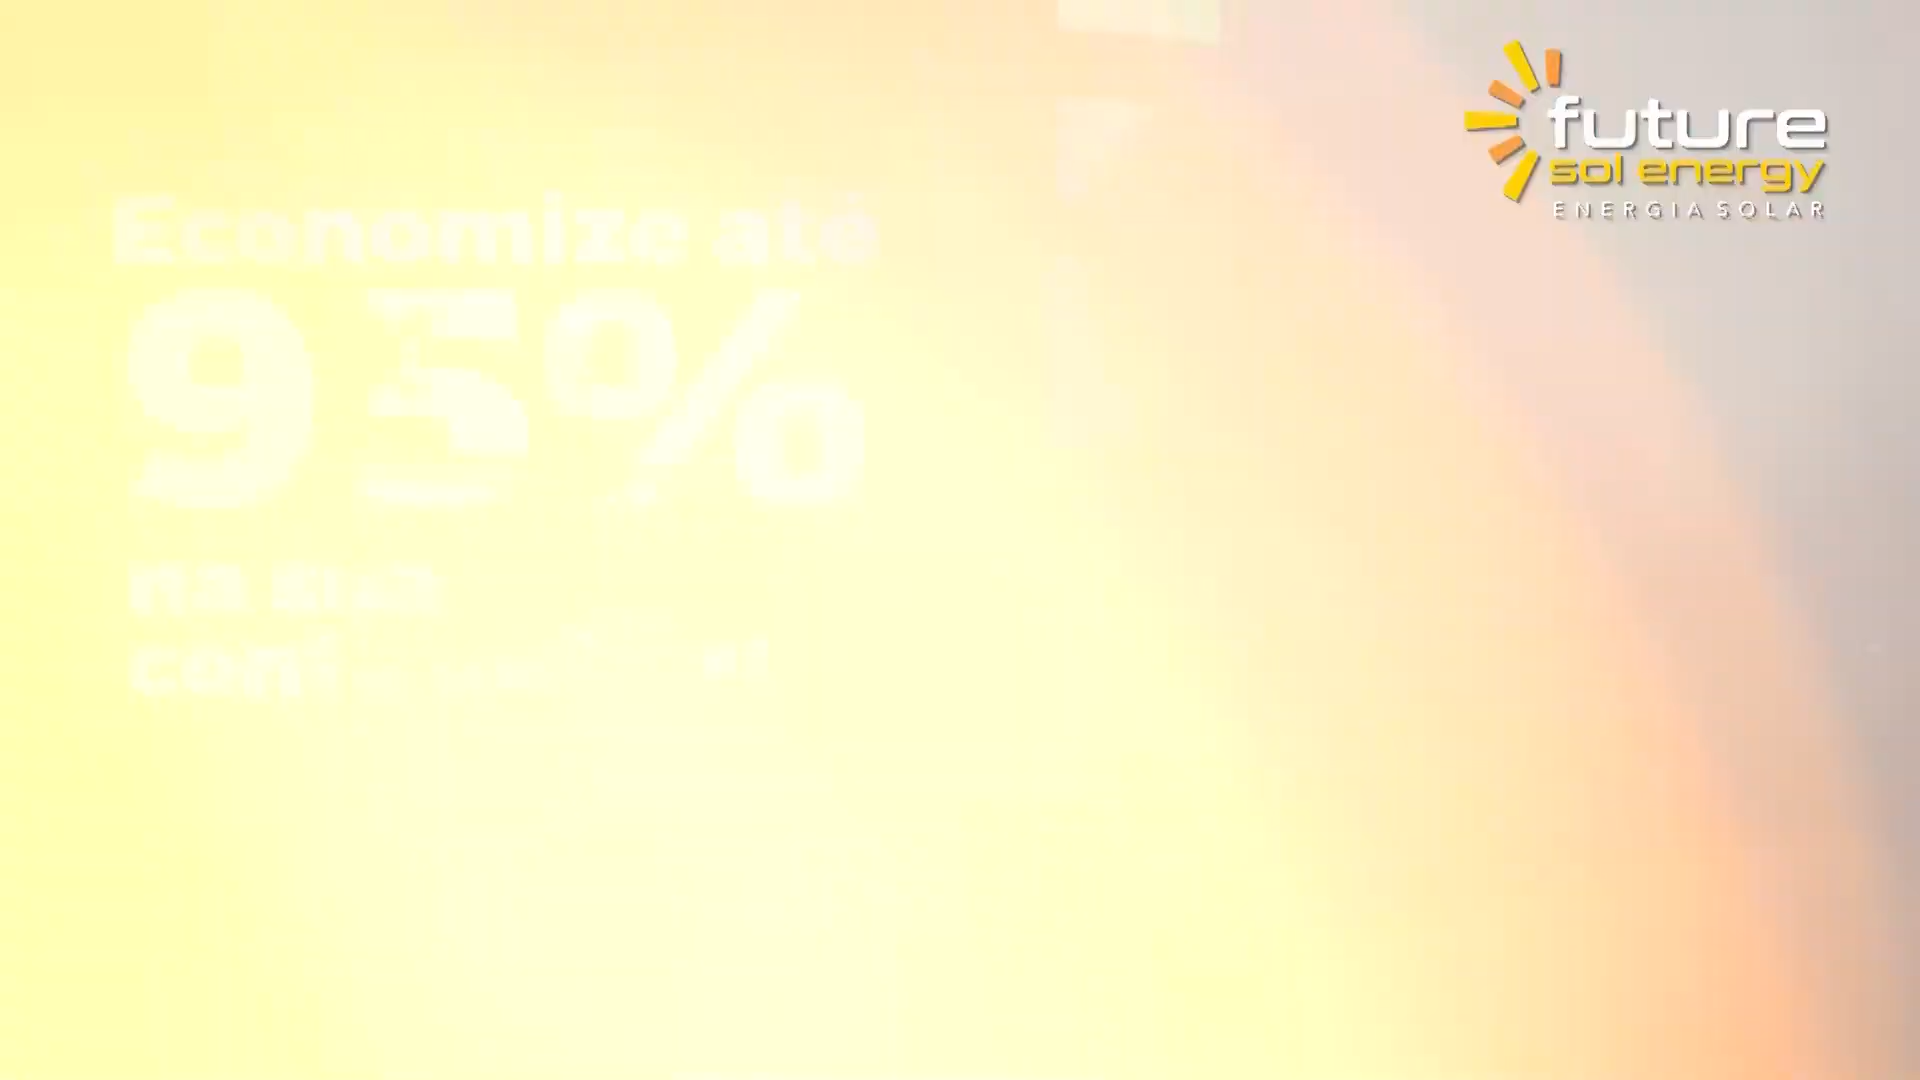 future
sol energy
ENERGIA SOLAR
Economize até
95%
na sua